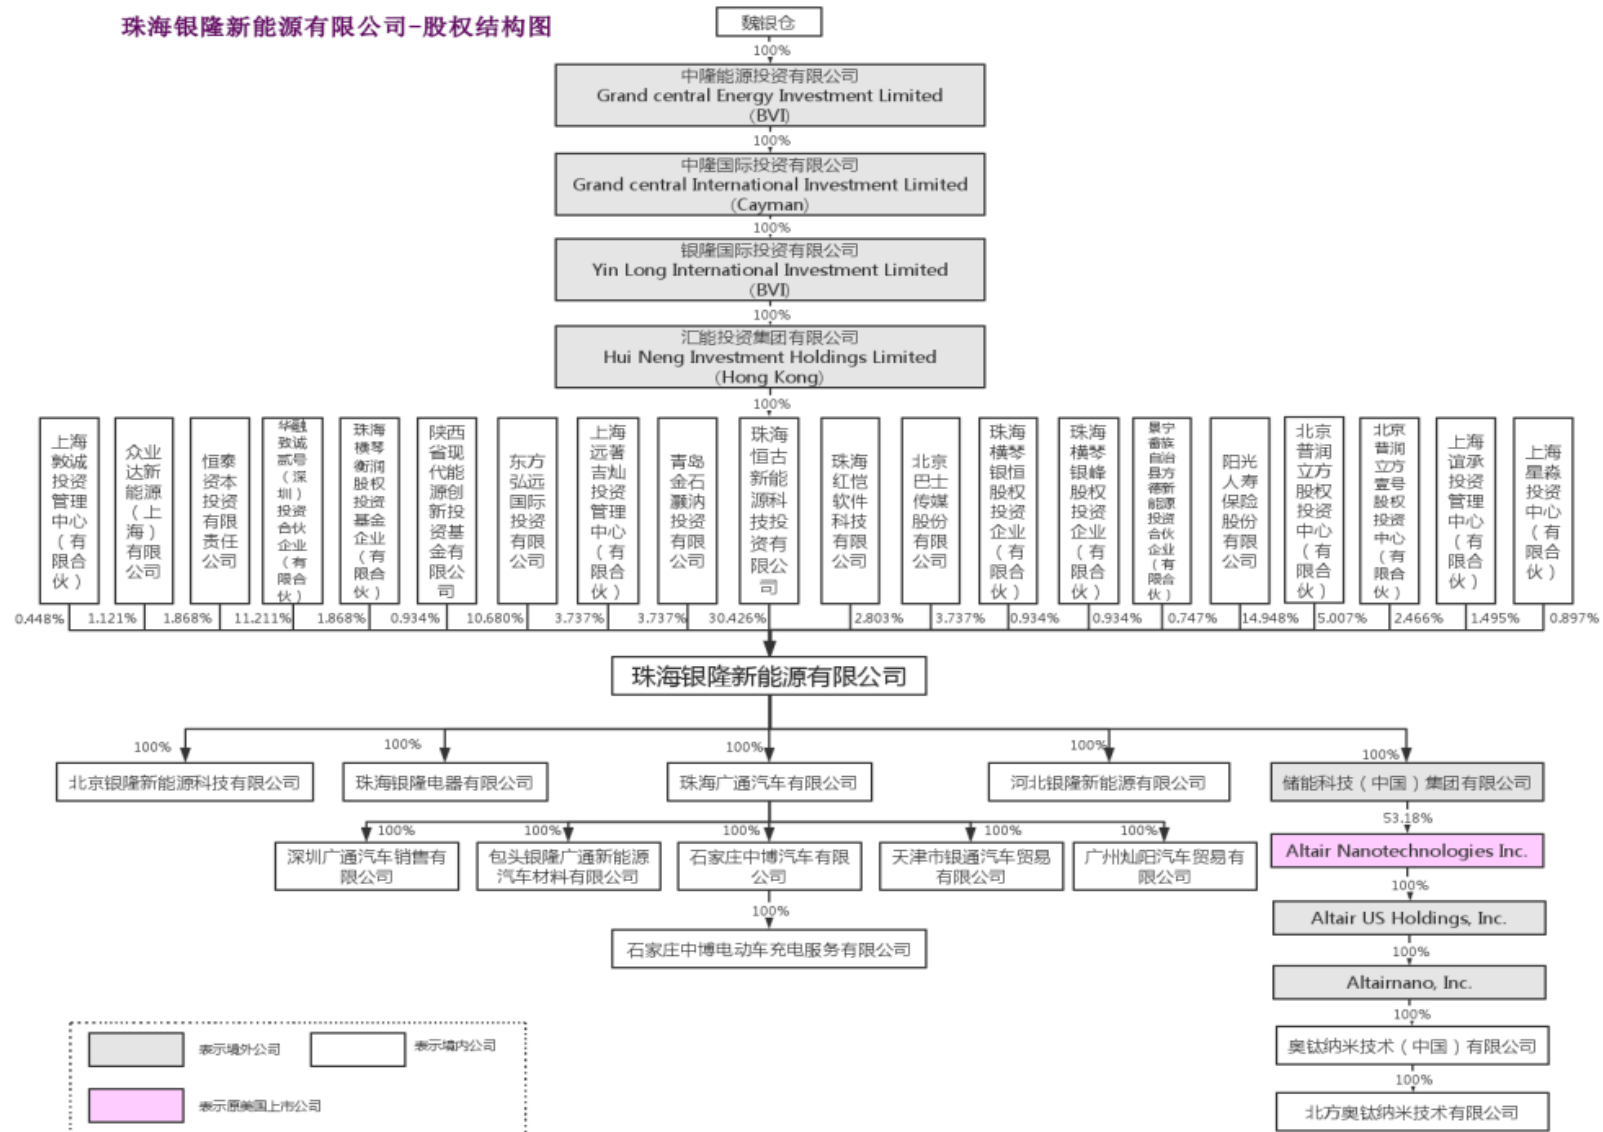 珠海银隆新能源有限公司-股权结构图
魏银仓
100%
中隆能源投资有限公司
Grand central Energy Investment Limited
(BVI)
100%
中隆国际投资有限公司
Grand central International Investment Limited
(Cayman)
100%
银隆国际投资有限公司
Yin Long International Investment Limited
(BVI)
100%
汇能投资集团有限公司
Hui Neng Investment Holdings Limited
(Hong Kong)
100%
上海
敦诚
投资
管理
中心
（有
限合
伙）
众业
达新
能源
（上
海）
有限
公司
恒泰
资本
投资
有限
责任
公司
华融
致诚
贰号
（深
圳）
投资
合伙
企业
（有
限合
伙）
珠海
横琴
衡润
股权
投资
基金
企业
（有
限合
伙）
陕西
省现
代能
源创
新投
资基
金有
限公
司
东方
弘远
国际
投资
有限
公司
上海
远著
吉灿
投资
管理
中心
（有
限合
伙）
青岛
金石
灏汭
投资
有限
公司
珠海
恒古
新能
源科
技投
资有
限公
司
珠海
红恺
软件
科技
有限
公司
北京
巴士
传媒
股份
有限
公司
珠海
横琴
银恒
股权
投资
企业
（有
限合
伙）
珠海
横琴
银峰
股权
投资
企业
（有
限合
伙）
景宁
畲族
自治
县方
德新
能源
投资
合伙
企业
（有
限合
伙）
阳光
人寿
保险
股份
有限
公司
北京
普润
立方
股权
投资
中心
（有
限合
伙）
北京
普润
立方
壹号
股权
投资
中心
（有
限合
伙）
上海
谊承
投资
管理
中心
（有
限合
伙）
上海
星淼
投资
中心
（有
限合
伙）
0.448%
1.121%
1.868%
11.211%
1.868%
0.934%
10.680%
3.737%
3.737%
30.426%
2.803%
3.737%
0.934%
0.934%
0.747%
14.948%
5.007%
2.466%
1.495%
0.897%
珠海银隆新能源有限公司
100%
100%
100%
100%
100%
北京银隆新能源科技有限公司
珠海银隆电器有限公司
珠海广通汽车有限公司
河北银隆新能源有限公司
储能科技（中国）集团有限公司
53.18%
100%
100%
100%
100%
100%
深圳广通汽车销售有
限公司
包头银隆广通新能源
汽车材料有限公司
石家庄中博汽车有限
公司
天津市银通汽车贸易
有限公司
广州灿阳汽车贸易有
限公司
Altair Nanotechnologies Inc.
100%
100%
石家庄中博电动车充电服务有限公司
Altair US Holdings, Inc.
100%
Altairnano, Inc.
100%
奥钛纳米技术（中国）有限公司
100%
北方奥钛纳米技术有限公司
表示境外公司
表示境内公司
表示原美国上市公司